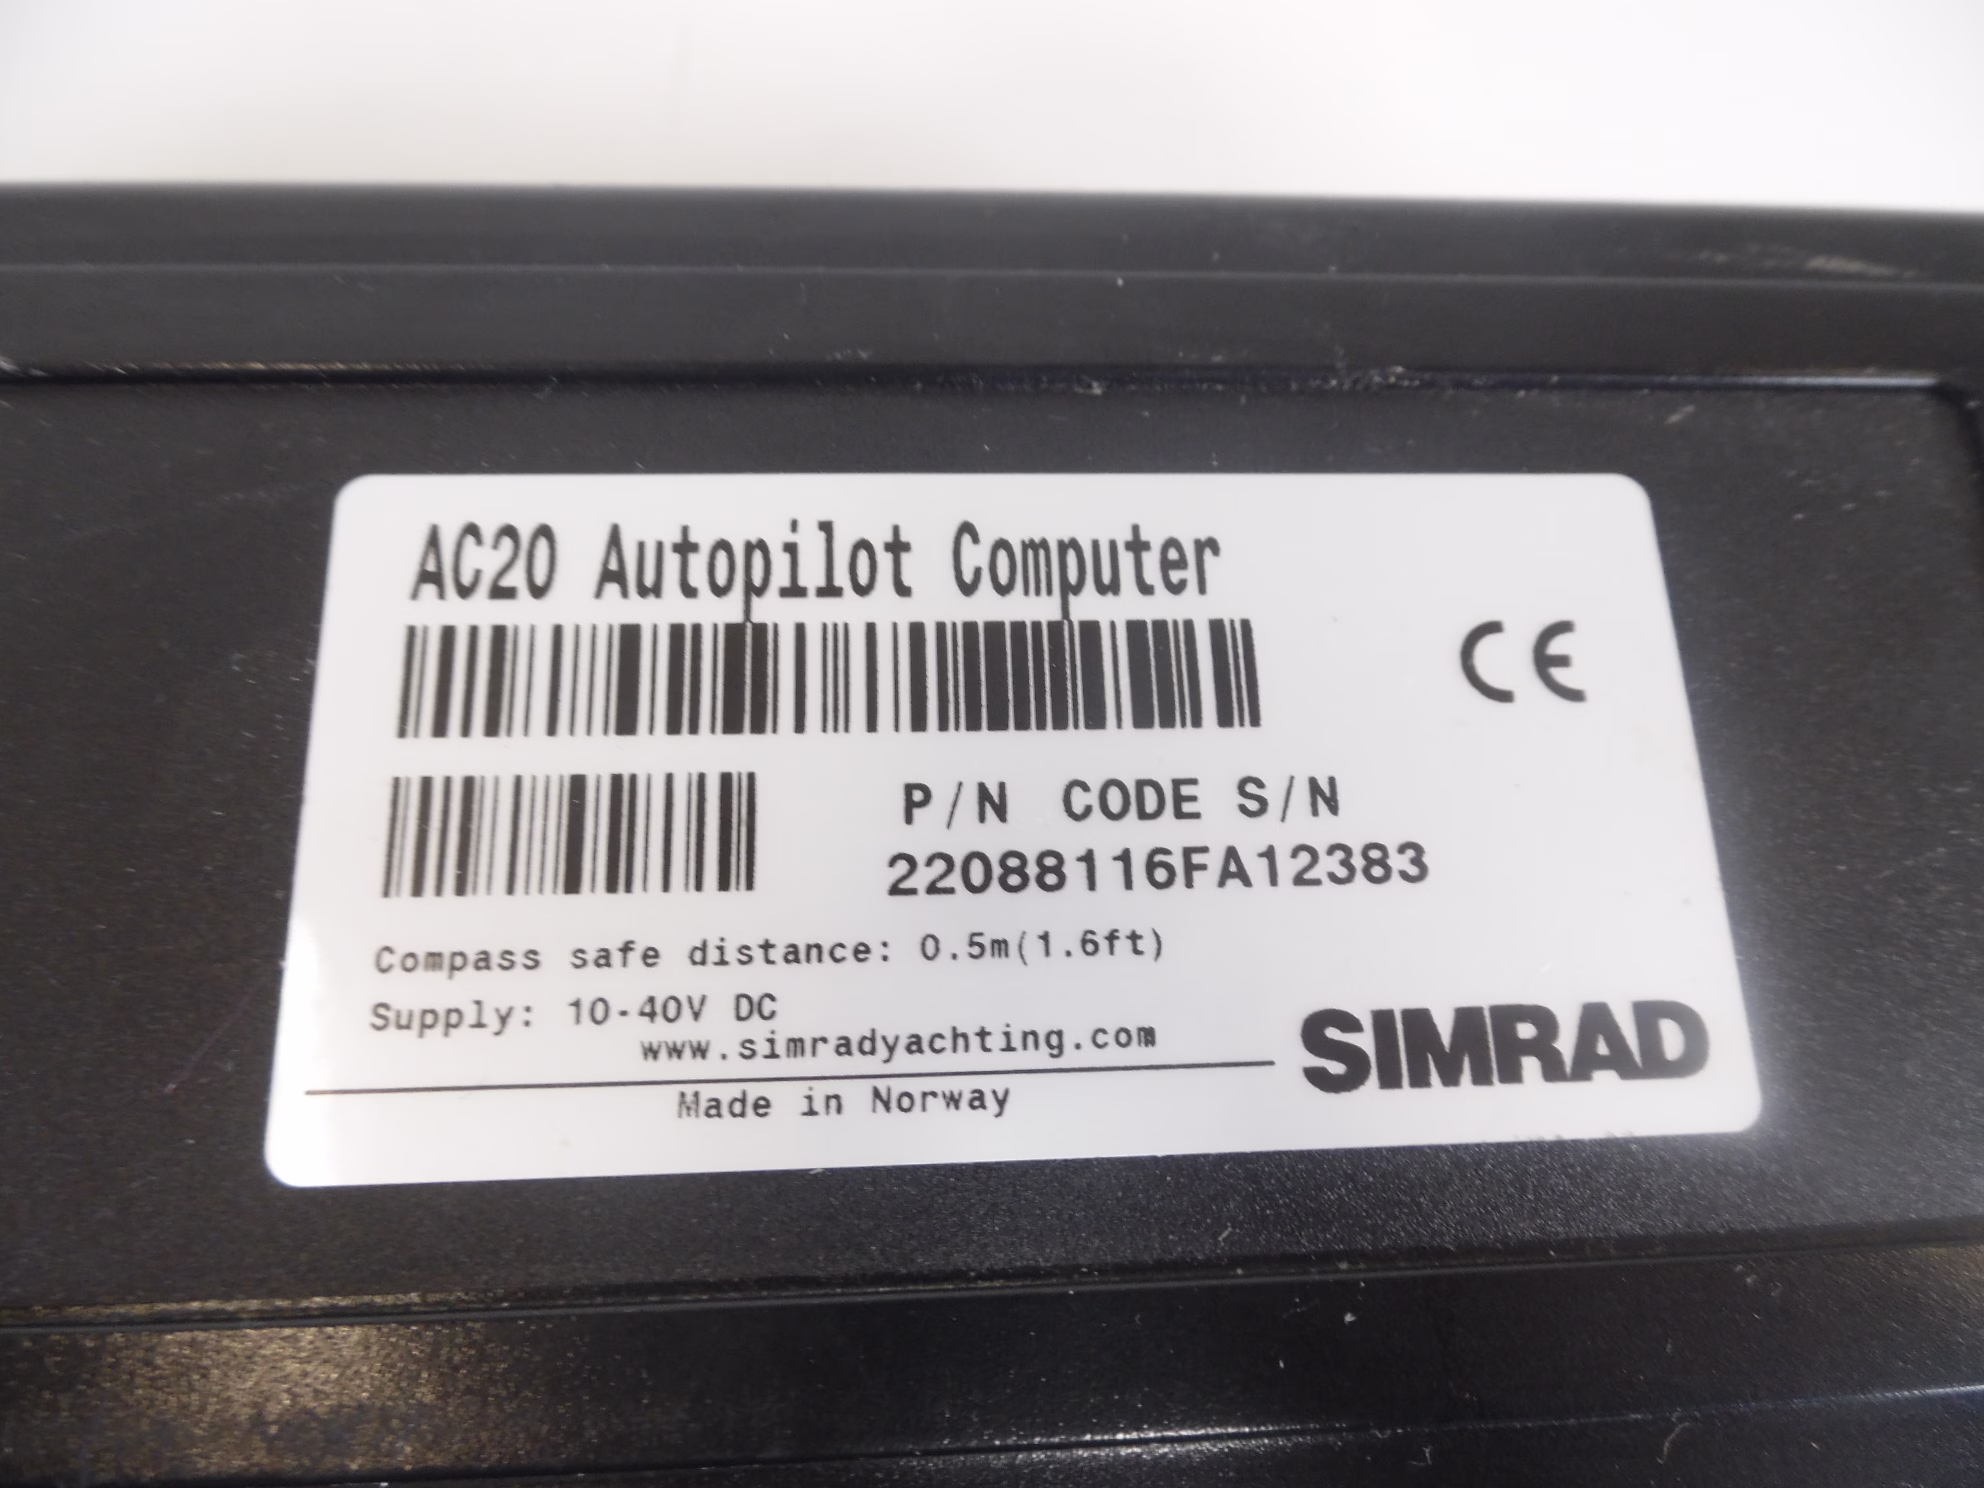 AC20 Autopilot Computer
CE
P/N CODE S/N
22088116FA12383
Compass safe distance: 0.5m(1.6ft)
Supply: 10-40V DC
www.simradyachting.com
SIMRAD
Made in Norway